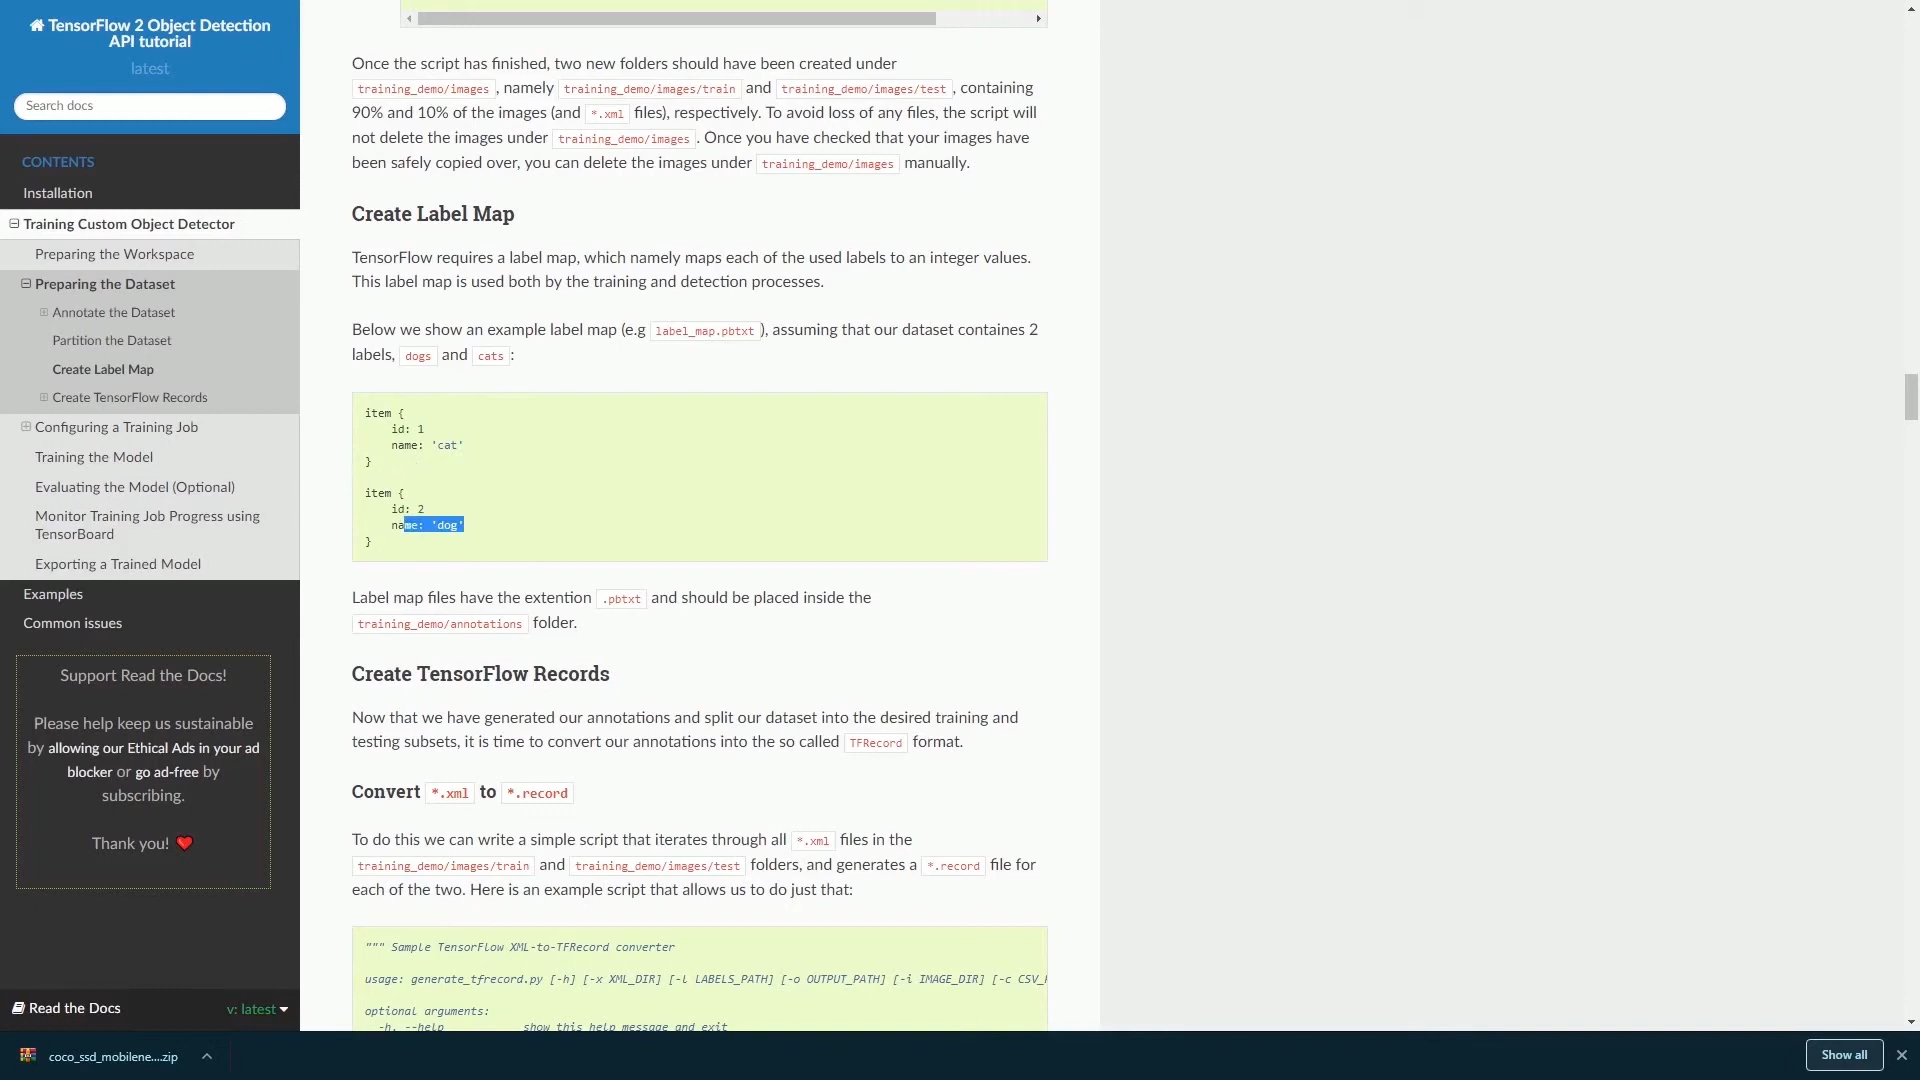 TensorFlow 2 Object Detection
API tutorial
latest
Search docs
CONTENTS
Installation
Training Custom Object Detector
Preparing the Workspace
Preparing the Dataset
Annotate the Dataset
Partition the Dataset
Create Label Map
Create TensorFlow Records
Configuring a Training Job
Training the Model
Evaluating the Model (Optional)
Monitor Training Job Progress using
TensorBoard
Exporting a Trained Model
Examples
Common issues
Support Read the Docs!
Please help keep us sustainable
by allowing our Ethical Ads in your ad
blocker or go ad-free by
subscribing.
Thank you!
Read the Docs
v: latest
Once the script has finished, two new folders should have been created under
training_demo/images, namely training_demo/images/train and training_demo/images/test, containing
90% and 10% of the images (and *.xml files), respectively. To avoid loss of any files, the script will
not delete the images under training_demo/images. Once you have checked that your images have
been safely copied over, you can delete the images under training_demo/images manually.
Create Label Map
TensorFlow requires a label map, which namely maps each of the used labels to an integer values.
This label map is used both by the training and detection processes.
Below we show an example label map (e.g label_map.pbtxt), assuming that our dataset containes 2
labels, dogs and cats:
item {
id: 1
name: 'cat'
}
item {
id: 2
name: 'dog'
}
Label map files have the extention .pbtxt and should be placed inside the
training_demo/annotations folder.
Create TensorFlow Records
Now that we have generated our annotations and split our dataset into the desired training and
testing subsets, it is time to convert our annotations into the so called TFRecord format.
Convert *.xml to *.record
To do this we can write a simple script that iterates through all *.xml files in the
training_demo/images/train and training_demo/images/test folders, and generates a *.record file for
each of the two. Here is an example script that allows us to do just that:
""" Sample TensorFlow XML-to-TFRecord converter
usage: generate_tfrecord.py [-h] [-x XML_DIR] [-l LABELS_PATH] [-o OUTPUT_PATH] [-i IMAGE_DIR] [-c CSV_
optional arguments:
-h, --help show this help message and exit
coco_ssd_mobilene....zip
Show all